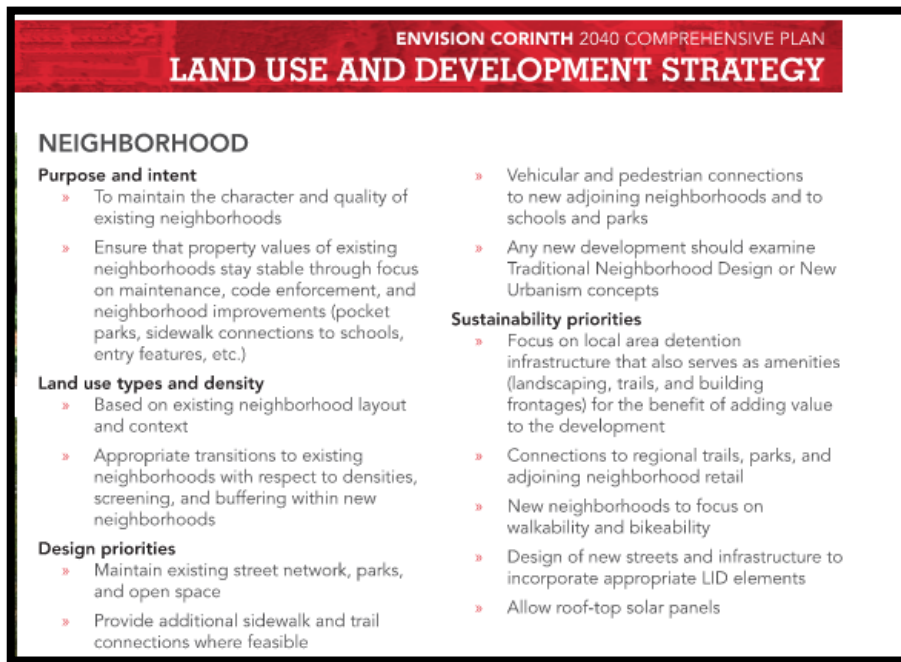 ENVISION CORINTH 2040 COMPREHENSIVE PLAN
LAND USE AND DEVELOPMENT STRATEGY
NEIGHBORHOOD
Purpose and intent
» To maintain the character and quality of
existing neighborhoods
» Ensure that property values of existing
neighborhoods stay stable through focus
on maintenance, code enforcement, and
neighborhood improvements (pocket
parks, sidewalk connections to schools,
entry features, etc.)
Land use types and density
» Based on existing neighborhood layout
and context
» Appropriate transitions to existing
neighborhoods with respect to densities,
screening, and buffering within new
neighborhoods
Design priorities
» Maintain existing street network, parks,
and open space
» Provide additional sidewalk and trail
connections where feasible
» Vehicular and pedestrian connections
to new adjoining neighborhoods and to
schools and parks
» Any new development should examine
Traditional Neighborhood Design or New
Urbanism concepts
Sustainability priorities
» Focus on local area detention
infrastructure that also serves as amenities
(landscaping, trails, and building
frontages) for the benefit of adding value
to the development
» Connections to regional trails, parks, and
adjoining neighborhood retail
» New neighborhoods to focus on
walkability and bikeability
» Design of new streets and infrastructure to
incorporate appropriate LID elements
» Allow roof-top solar panels